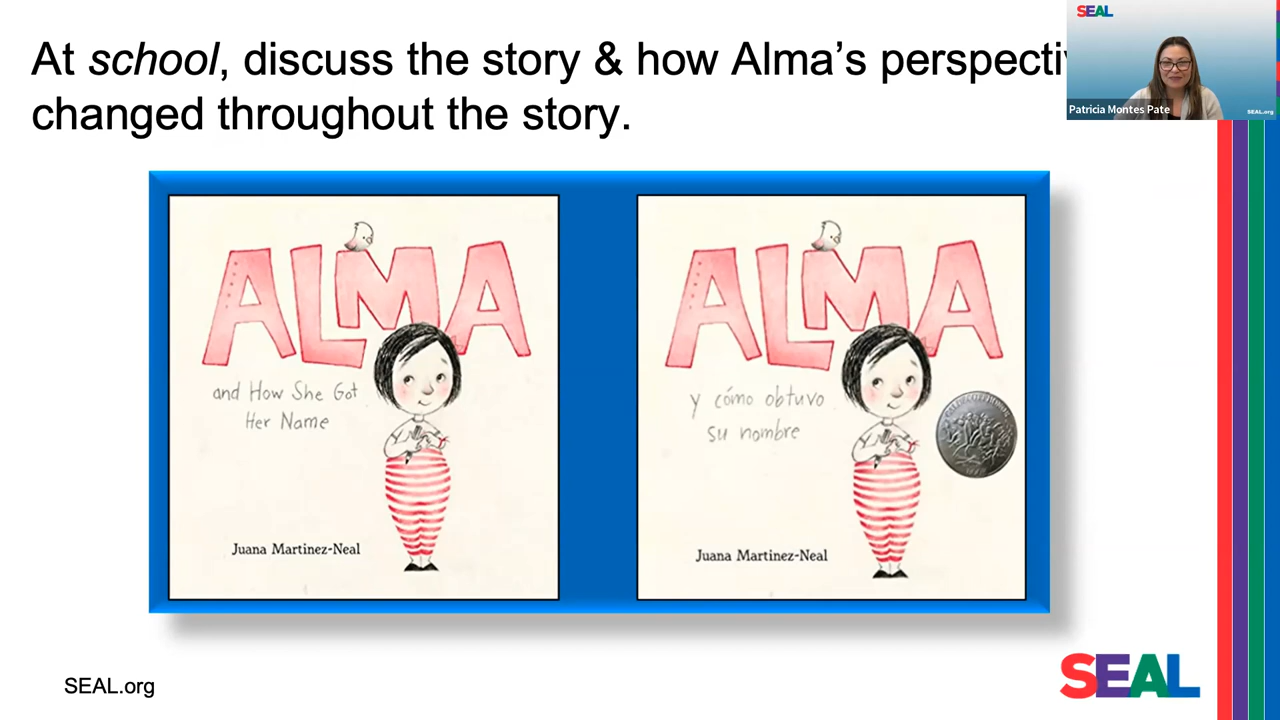 At school, discuss the story & how Alma's perspectiv
changed throughout the story.
SEAL
Patricia Montes Pate
SEAL.org
ALMA
and How She Got
Her Name
Juana Martinez-Neal
ALMA
y cómo obtuvo
su nombre
Juana Martinez-Neal
SEAL.org
SEAL